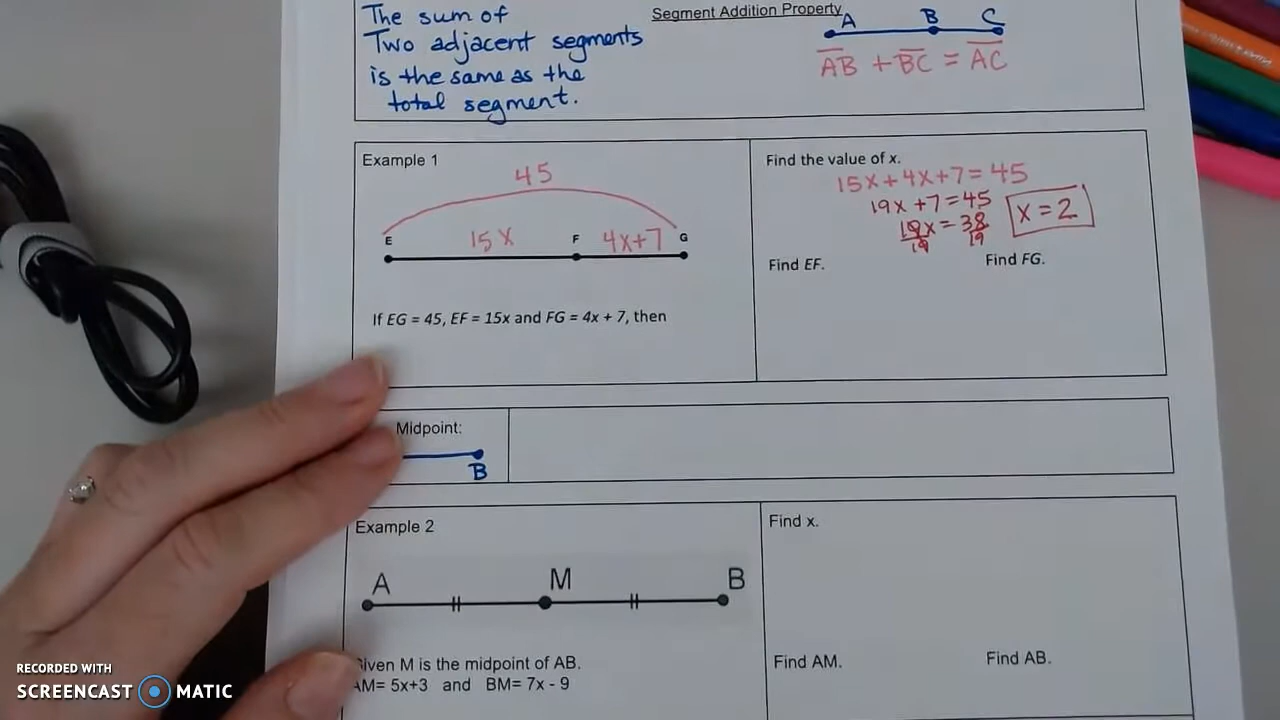 The sum of
Two adjacent segments
is the same as the
total segment.
Segment Addition Property
A B C
AB + BC = AC
Example 1
45
E 15x F 4x+7 G
If EG = 45, EF = 15x and FG = 4x + 7, then
Find the value of x.
15x+4x+7=45
19x+7=45
19x=38
19 19
x=2
Find EF.
Find FG.
Midpoint:
B
Example 2
A M B
Given M is the midpoint of AB.
AM= 5x+3 and BM= 7x - 9
Find x.
Find AM.
Find AB.
RECORDED WITH
SCREENCAST MATIC